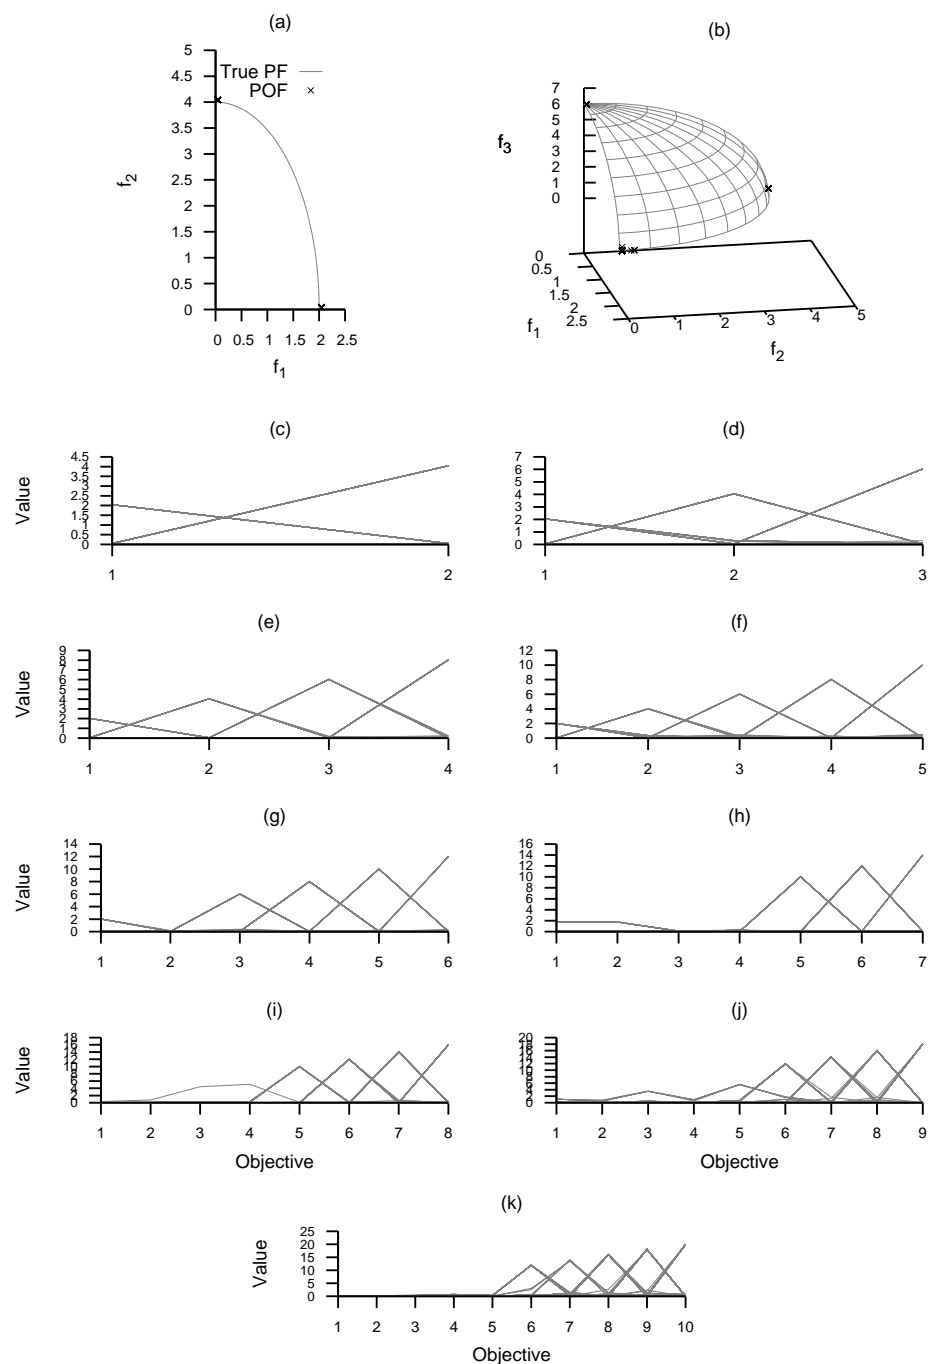 (a)
5
4.5
4
3.5
3
2.5
2
1.5
1
0.5
0
True PF
POF
f2
0 0.5 1 1.5 2 2.5
f1
(b)
7
6
5
4
3
2
1
0
f3
0
0.5
1
1.5
2
2.5
f1
0 1 2 3 4 5
f2
(c)
4.5
4
3.5
3
2.5
2
1.5
1
0.5
0
Value
1 2
(d)
7
6
5
4
3
2
1
0
1 2 3
(e)
9
8
7
6
5
4
3
2
1
0
Value
1 2 3 4
(f)
12
10
8
6
4
2
0
1 2 3 4 5
(g)
14
12
10
8
6
4
2
0
Value
1 2 3 4 5 6
(h)
16
14
12
10
8
6
4
2
0
1 2 3 4 5 6 7
(i)
18
16
14
12
10
8
6
4
2
0
Value
1 2 3 4 5 6 7 8
Objective
(j)
20
18
16
14
12
10
8
6
4
2
0
1 2 3 4 5 6 7 8 9
Objective
(k)
25
20
15
10
5
0
Value
1 2 3 4 5 6 7 8 9 10
Objective